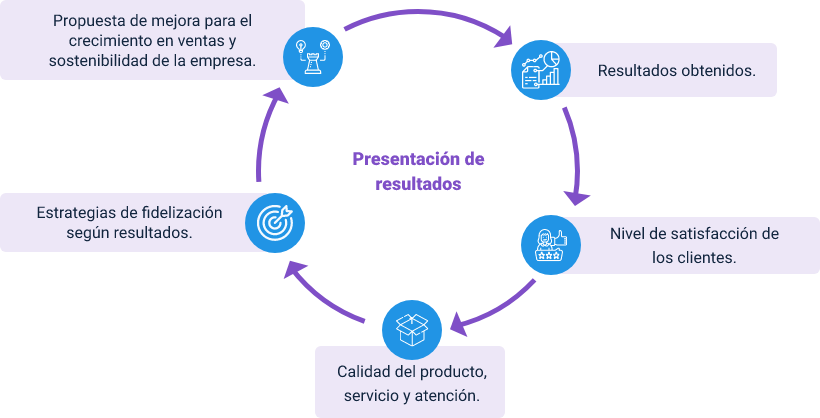 Propuesta de mejora para el
crecimiento en ventas y
sostenibilidad de la empresa.
Resultados obtenidos.
Presentación de
resultados
Estrategias de fidelización
según resultados.
Nivel de satisfacción de
los clientes.
Calidad del producto,
servicio y atención.